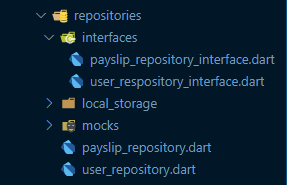 repositories
interfaces
payslip_repository_interface.dart
user_respository_interface.dart
local_storage
mocks
payslip_repository.dart
user_repository.dart